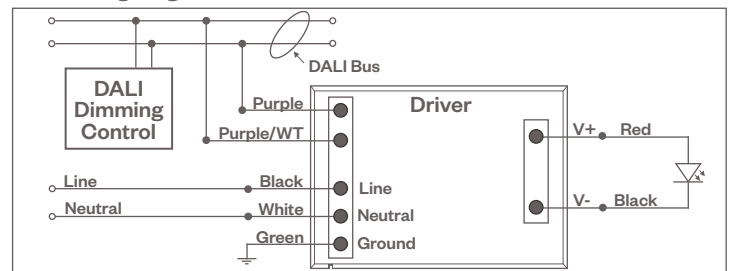 DALI Bus
DALI
Dimming
Control
Purple
Driver
Purple/WT
V+ Red
Line Black Line
Neutral White Neutral
V- Black
Green Ground